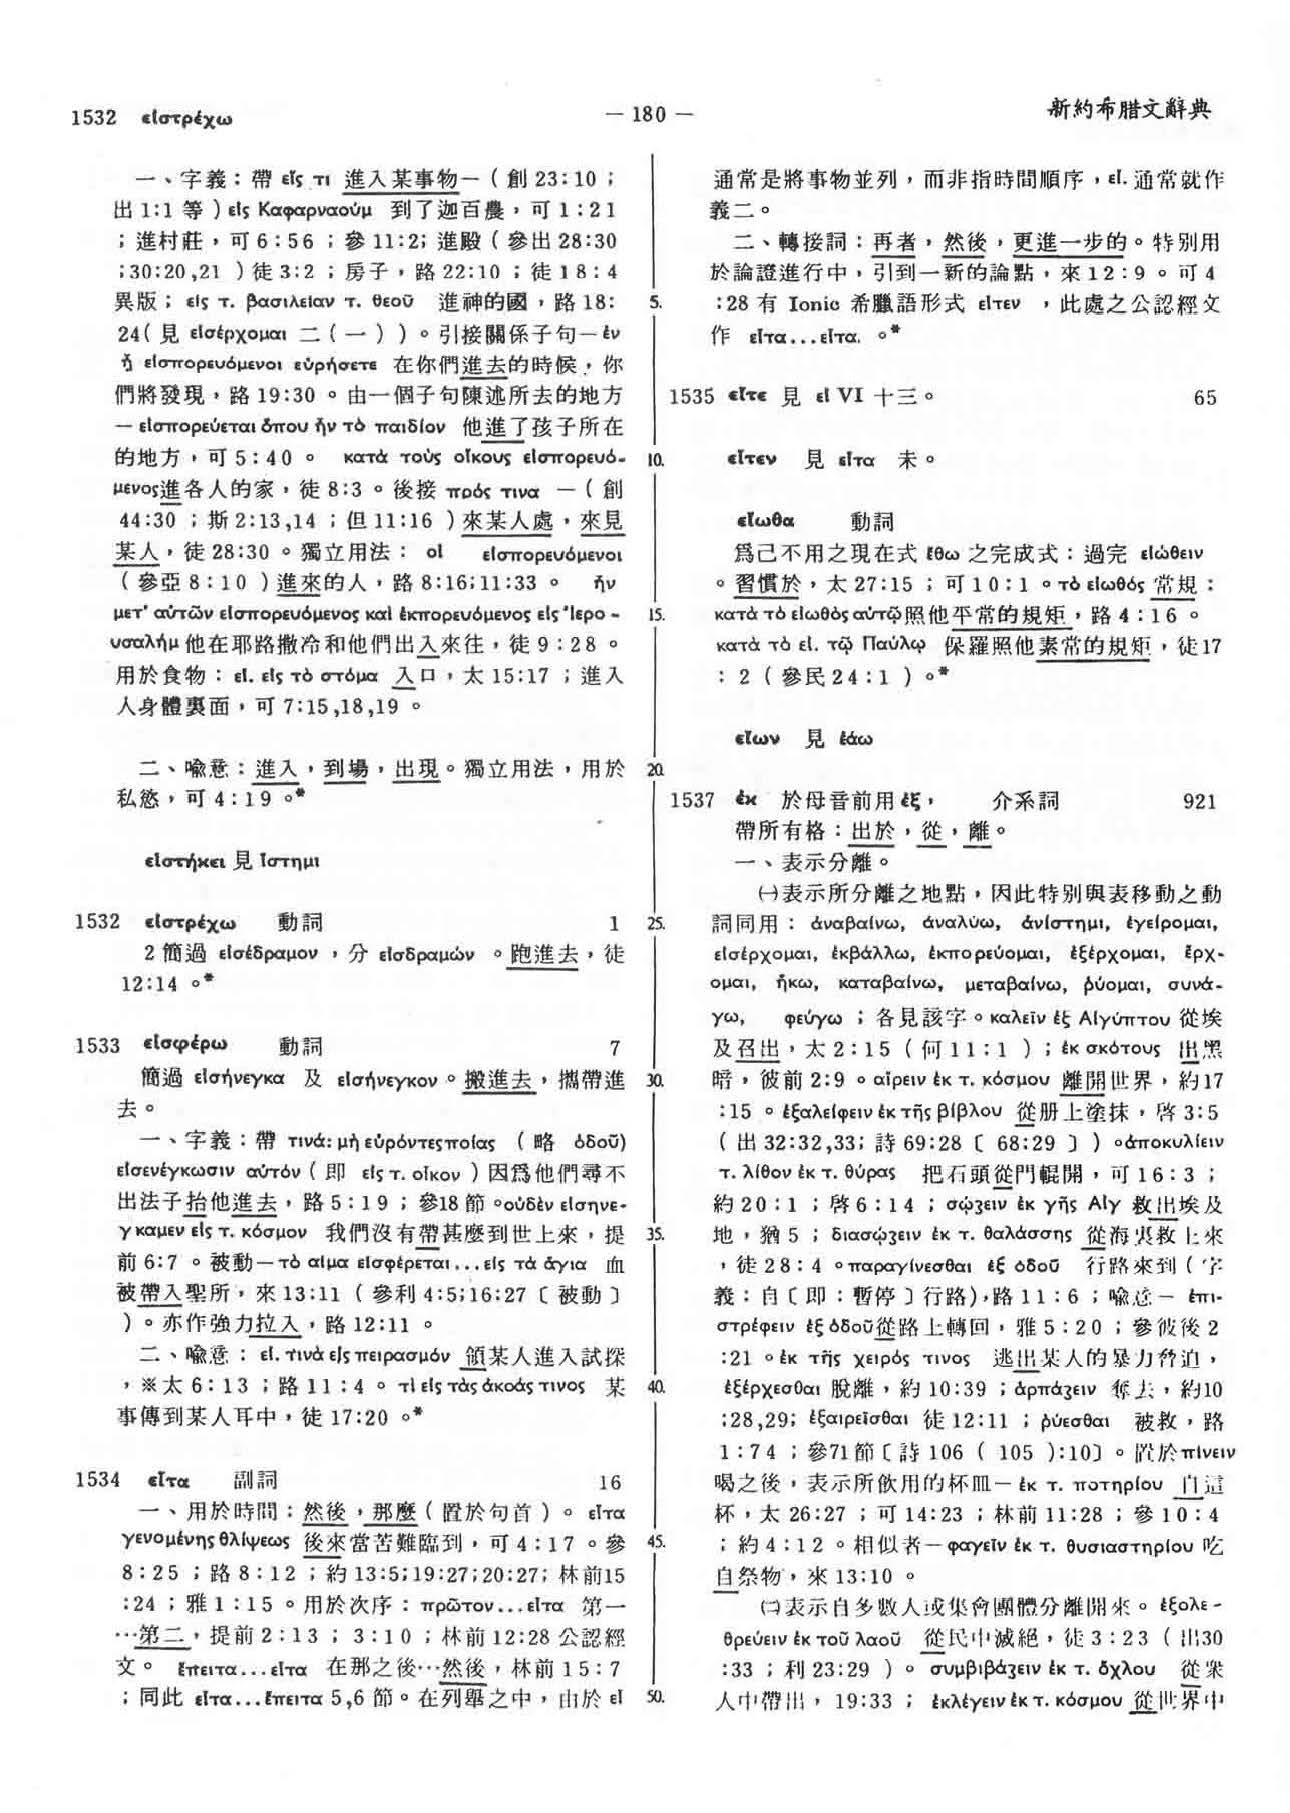 1532 εἰστρέχω
— 180 —
新約希腊文辭典
一、字義：帶 εἴς τι 進入某事物—（創 23:10；
出 1:1 等）εἰς Καφαρναούμ 到了迦百農，可 1:21
；進村莊，可 6:56；參 11:2; 進殿（參出 28:30
;30:20,21 ）徒 3:2；房子，路 22:10；徒 18:4
異版； εἰς τ. βασιλείαν τ. θεοῦ 進神的國，路 18:
24( 見 εἰσέρχομαι 二（一））。引接關係子句—ἐν
ᾗ εἰσπορευόμενοι εὑρήσετε 在你們進去的時候，你
們將發現，路 19:30。由一個子句陳述所去的地方
— εἰσπορεύεται ὅπου ἦν τὸ παιδίον 他進了孩子所在
的地方，可 5:40。 κατὰ τοὺς οἴκους εἰσπορευό-
μενος進各人的家，徒 8:3。後接 πρός τινα —（創
44:30；斯 2:13,14；但 11:16 ）來某人處，來見
某人，徒 28:30。獨立用法： οἱ εἰσπορευόμενοι
（參亞 8:10）進來的人，路 8:16;11:33。 ἦν
μετ' αὐτῶν εἰσπορευόμενος καὶ ἐκπορευόμενος εἰς Ἰερο-
υσαλήμ 他在耶路撒冷和他們出入來往，徒 9:28。
用於食物： εἰ. εἰς τὸ στόμα 入口，太 15:17；進入
人身體裏面，可 7:15,18,19。
二、喻意：進入，到場，出現。獨立用法，用於
私慾，可 4:19。*
εἱστήκει 見 ἵστημι
1532 εἰστρέχω 動詞 1
2 簡過 εἰσέδραμον，分 εἰσδραμών。跑進去，徒
12:14。*
1533 εἰσφέρω 動詞 7
簡過 εἰσήνεγκα 及 εἰσήνεγκον。搬進去，攜帶進
去。
一、字義：帶 τινά: μὴ εὑρόντες ποίας （略 ὁδοῦ)
εἰσενέγκωσιν αὐτόν（即 εἰς τ. οἶκον）因爲他們尋不
出法子抬他進去，路 5:19；參18 節。οὐδὲν εἰσηνε-
γκαμεν εἰς τ. κόσμον 我們沒有帶甚麼到世上來，提
前 6:7。被動—τὸ αἷμα εἰσφέρεται...εἰς τὰ ἅγια 血
被帶入聖所，來 13:11（參利 4:5;16:27〔被動〕
）。亦作強力拉入，路 12:11。
二、喻意： εἰ. τινὰ εἰς πειρασμόν 領某人進入試探
，※太 6:13；路 11:4。 τὶ εἰς τὰς ἀκοάς τινος 某
事傳到某人耳中，徒 17:20。*
1534 εἶτα 副詞 16
一、用於時間：然後，那麼（置於句首）。 εἶτα
γενομένης θλίψεως 後來當苦難臨到，可 4:17。參
8:25；路 8:12；約 13:5;19:27;20:27; 林前15
:24；雅 1:15。用於次序： πρῶτον...εἶτα 第一
…第二，提前 2:13； 3:10；林前 12:28 公認經
文。 ἔπειτα...εἶτα 在那之後…然後，林前 15:7
；同此 εἶτα...ἔπειτα 5,6 節。在列舉之中，由於 εἰ
5.
10.
15.
20.
25.
30.
35.
40.
45.
50.
通常是將事物並列，而非指時間順序，εἰ. 通常就作
義二。
二、轉接詞：再者，然後，更進一步的。特別用
於論證進行中，引到一新的論點，來 12:9。可 4
:28 有 Ionic 希臘語形式 εἶτεν ，此處之公認經文
作 εἶτα...εἶτα. 。*
1535 εἴτε 見 εἰ VI 十三。 65
εἶτεν 見 εἶτα 末。
εἴωθα 動詞
爲己不用之現在式 ἔθω 之完成式：過完 εἰώθειν
。習慣於，太 27:15；可 10:1。τὸ εἰωθός 常規：
κατὰ τὸ εἰωθὸς αὐτῷ照他平常的規矩，路 4:16。
κατὰ τὸ εἰ. τῷ Παύλῳ 保羅照他素常的規矩，徒17
:2（參民 24:1）。*
εἴων 見 ἐάω
1537 ἐκ 於母音前用 ἐξ， 介系詞 921
帶所有格：出於，從，離。
一、表示分離。
㈠表示所分離之地點，因此特別與表移動之動
詞同用： ἀναβαίνω, ἀναλύω, ἀνίστημι, ἐγείρομαι,
εἰσέρχομαι, ἐκβάλλω, ἐκπορεύομαι, ἐξέρχομαι, ἔρχ-
ομαι, ἥκω, καταβαίνω, μεταβαίνω, ῥύομαι, συνά-
γω, φεύγω；各見該字。καλεῖν ἐξ Αἰγύπτου 從埃
及召出，太 2:15（何 11:1）；ἐκ σκότους 出黑
暗，彼前 2:9。αἴρειν ἐκ τ. κόσμου 離開世界，約17
:15。ἐξαλείφειν ἐκ τῆς βίβλου 從册上塗抹，啓 3:5
（出 32:32,33; 詩 69:28〔 68:29 〕）。ἀποκυλίειν
τ. λίθον ἐκ τ. θύρας 把石頭從門輥開，可 16:3；
約 20:1；啓 6:14；σῴζειν ἐκ γῆς Αἰγ 救出埃及
地，猶 5；διασῴζειν ἐκ τ. θαλάσσης 從海裏救上來
，徒 28:4。παραγίνεσθαι ἐξ ὁδοῦ 行路來到（字
義：自〔即：暫停〕行路），路 11:6；喻意— ἐπι-
στρέφειν ἐξ ὁδοῦ從路上轉回，雅 5:20；參彼後 2
:21。ἐκ τῆς χειρός τινος 逃出某人的暴力脅迫，
ἐξέρχεσθαι 脫離，約 10:39；ἁρπάζειν 奪去，約10
:28,29; ἐξαιρεῖσθαι 徒 12:11；ῥύεσθαι 被救，路
1:74；參71 節〔詩 106（ 105 ）:10〕。置於πίνειν
喝之後，表示所飲用的杯皿—ἐκ τ. ποτηρίου 自這
杯，太 26:27；可 14:23；林前 11:28；參 10:4
；約 4:12。相似者—φαγεῖν ἐκ τ. θυσιαστηρίου 吃
自祭物，來 13:10。
㈡表示自多數人或集會團體分離開來。ἐξολε-
θρεύειν ἐκ τοῦ λαοῦ 從民中滅絕，徒 3:23（出30
:33；利 23:29）。 συμβιβάζειν ἐκ τ. ὄχλου 從衆
人中帶出，19:33； ἐκλέγειν ἐκ τ. κόσμου 從世界中